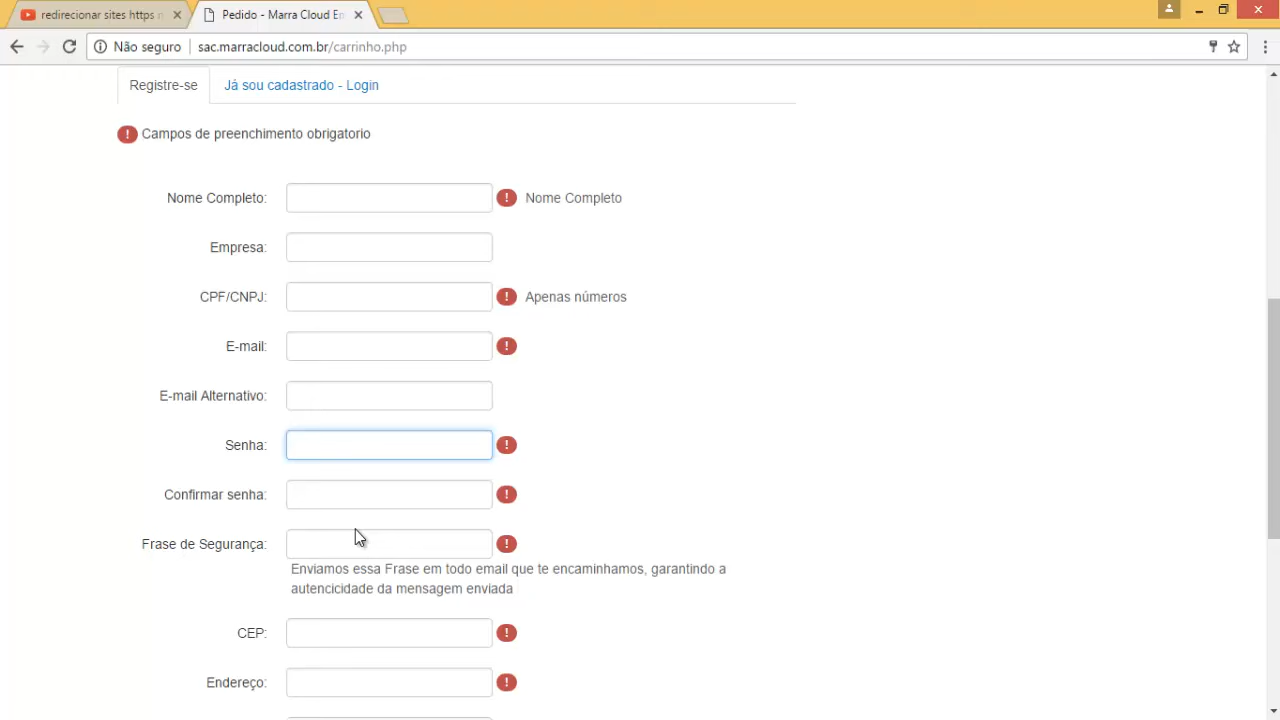 redirecionar sites https n
Pedido - Marra Cloud Em
Não seguro
sac.marracloud.com.br/carrinho.php
Registre-se
Já sou cadastrado - Login
! Campos de preenchimento obrigatorio
Nome Completo: ! Nome Completo
Empresa:
CPF/CNPJ: ! Apenas números
E-mail: !
E-mail Alternativo:
Senha: !
Confirmar senha: !
Frase de Segurança: !
Enviamos essa Frase em todo email que te encaminhamos, garantindo a
autencicidade da mensagem enviada
CEP: !
Endereço: !